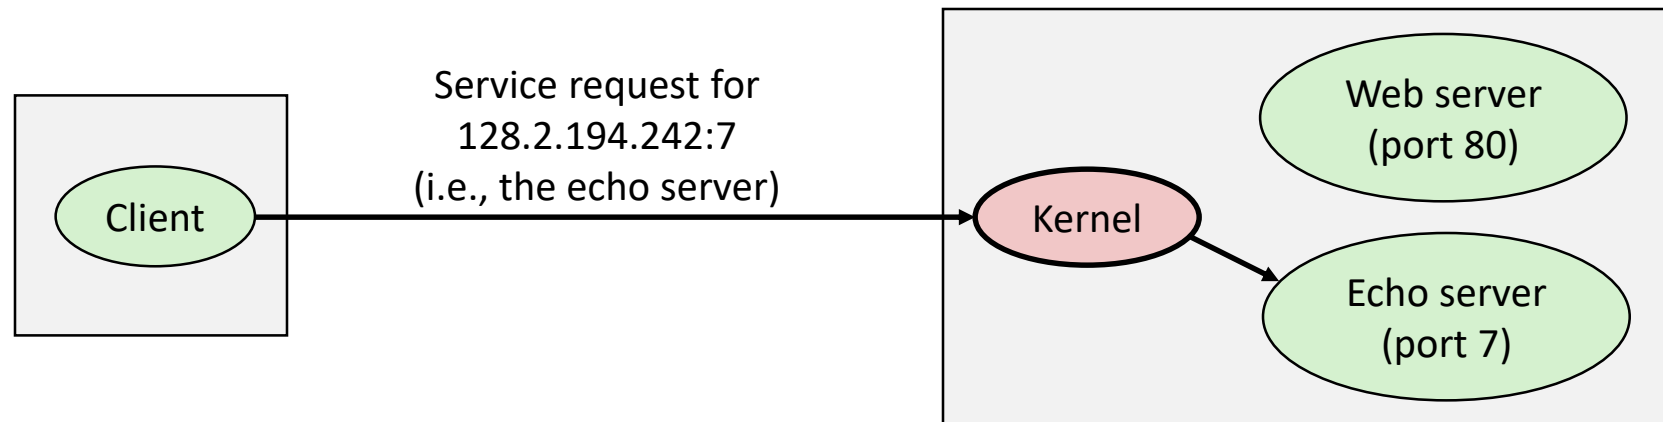 Client
Service request for
128.2.194.242:7
(i.e., the echo server)
Kernel
Web server
(port 80)
Echo server
(port 7)